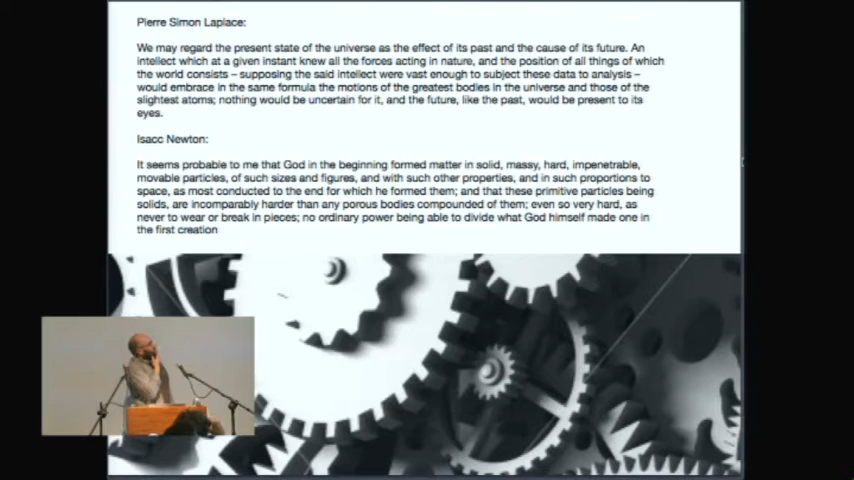 Pierre Simon Laplace:
We may regard the present state of the universe as the effect of its past and the cause of its future. An
intellect which at a given instant knew all the forces acting in nature, and the position of all things of which
the world consists – supposing the said intellect were vast enough to subject these data to analysis –
would embrace in the same formula the motions of the greatest bodies in the universe and those of the
slightest atoms; nothing would be uncertain for it, and the future, like the past, would be present to its
eyes.
Isacc Newton:
It seems probable to me that God in the beginning formed matter in solid, massy, hard, impenetrable,
movable particles, of such sizes and figures, and with such other properties, and in such proportions to
space, as most conducted to the end for which he formed them; and that these primitive particles being
solids, are incomparably harder than any porous bodies compounded of them; even so very hard, as
never to wear or break in pieces; no ordinary power being able to divide what God himself made one in
the first creation